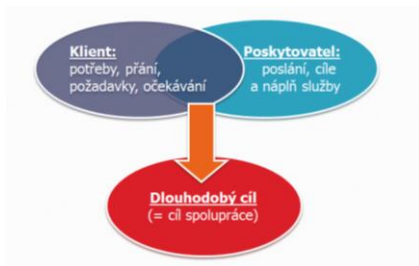 Klient:
potřeby, přání,
požadavky, očekávání
Poskytovatel:
poslání, cíle
a náplň služby
Dlouhodobý cíl
(= cíl spolupráce)